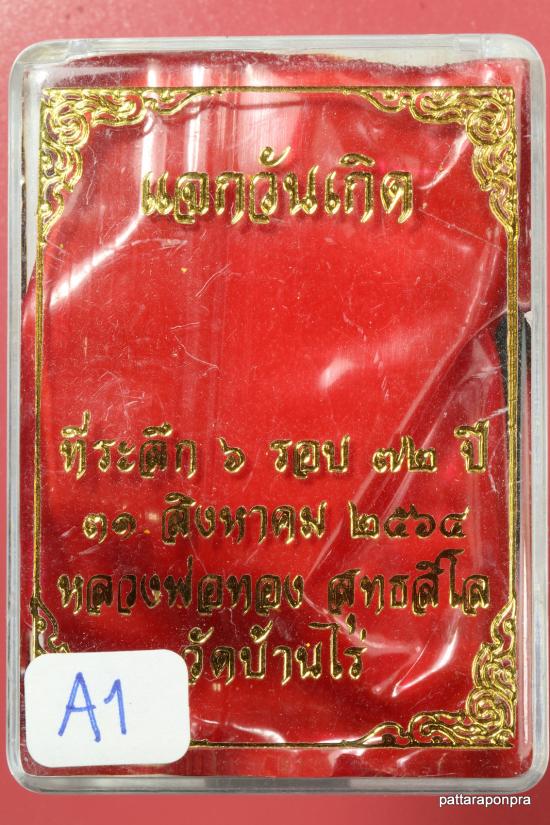 แจกวันเกิด
ที่ระลึก ๖ รอบ ๗๒ ปี
๓๑ สิงหาคม ๒๕๖๔
หลวงพ่อทอง สุทธสีโล
วัดบ้านไร่
A1
pattaraponpra